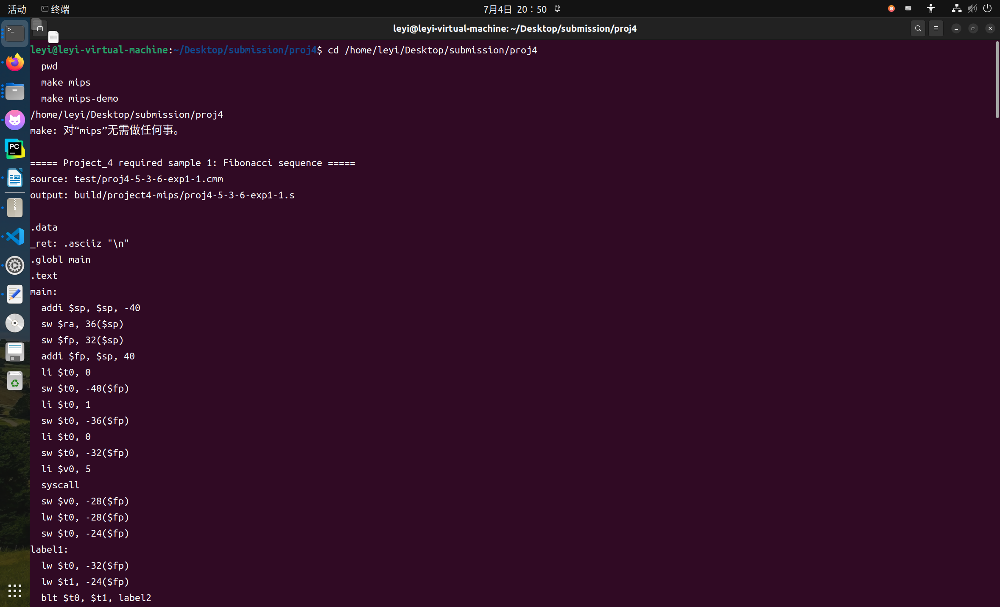 活动 终端 7月4日 20：50
leyi@leyi-virtual-machine: ~/Desktop/submission/proj4
leyi@leyi-virtual-machine:~/Desktop/submission/proj4$ cd /home/leyi/Desktop/submission/proj4
pwd
make mips
make mips-demo
/home/leyi/Desktop/submission/proj4
make: 对“mips”无需做任何事。
===== Project_4 required sample 1: Fibonacci sequence =====
source: test/proj4-5-3-6-exp1-1.cmm
output: build/project4-mips/proj4-5-3-6-exp1-1.s
.data
_ret: .asciiz "\n"
.globl main
.text
main:
addi $sp, $sp, -40
sw $ra, 36($sp)
sw $fp, 32($sp)
addi $fp, $sp, 40
li $t0, 0
sw $t0, -40($fp)
li $t0, 1
sw $t0, -36($fp)
li $t0, 0
sw $t0, -32($fp)
li $v0, 5
syscall
sw $v0, -28($fp)
lw $t0, -28($fp)
sw $t0, -24($fp)
label1:
lw $t0, -32($fp)
lw $t1, -24($fp)
blt $t0, $t1, label2
PC